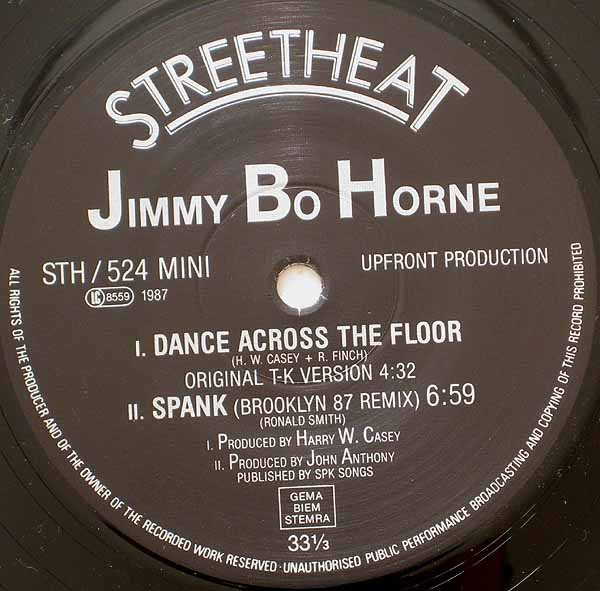 STREETHEAT
JIMMY BO HORNE
STH / 524 MINI
UPFRONT PRODUCTION
LC 8559 1987
I. DANCE ACROSS THE FLOOR
(H. W. CASEY + R. FINCH)
ORIGINAL T-K VERSION 4:32
II. SPANK (BROOKLYN 87 REMIX) 6:59
(RONALD SMITH)
I. PRODUCED BY HARRY W. CASEY
II. PRODUCED BY JOHN ANTHONY
PUBLISHED BY SPK SONGS
GEMA
BIEM
STEMRA
33⅓
ALL RIGHTS OF THE PRODUCER AND OF THE OWNER OF THE RECORDED WORK RESERVED · UNAUTHORISED PUBLIC PERFORMANCE BROADCASTING AND COPYING OF THIS RECORD PROHIBITED